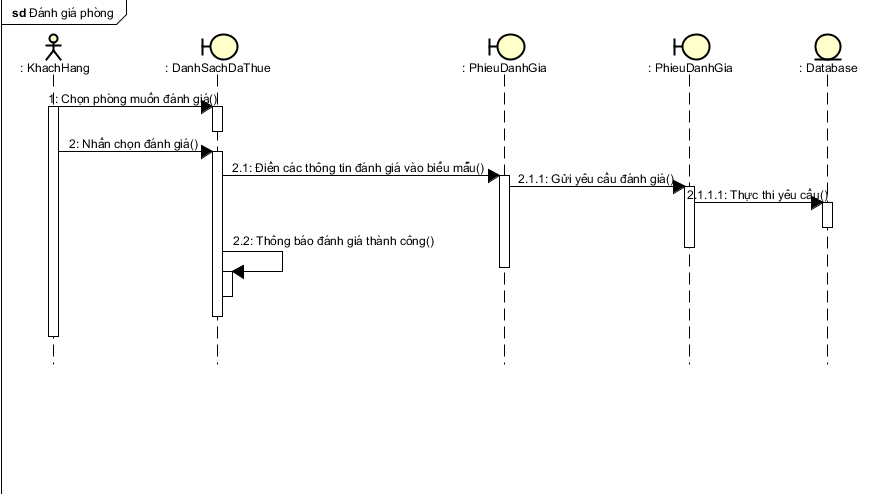 sd Đánh giá phòng
: KhachHang
: DanhSachDaThue
: PhieuDanhGia
: PhieuDanhGia
: Database
1: Chọn phòng muốn đánh giá()
2: Nhấn chọn đánh giá()
2.1: Điền các thông tin đánh giá vào biểu mẫu()
2.1.1: Gửi yêu cầu đánh giá()
2.1.1.1: Thực thi yêu cầu()
2.2: Thông báo đánh giá thành công()